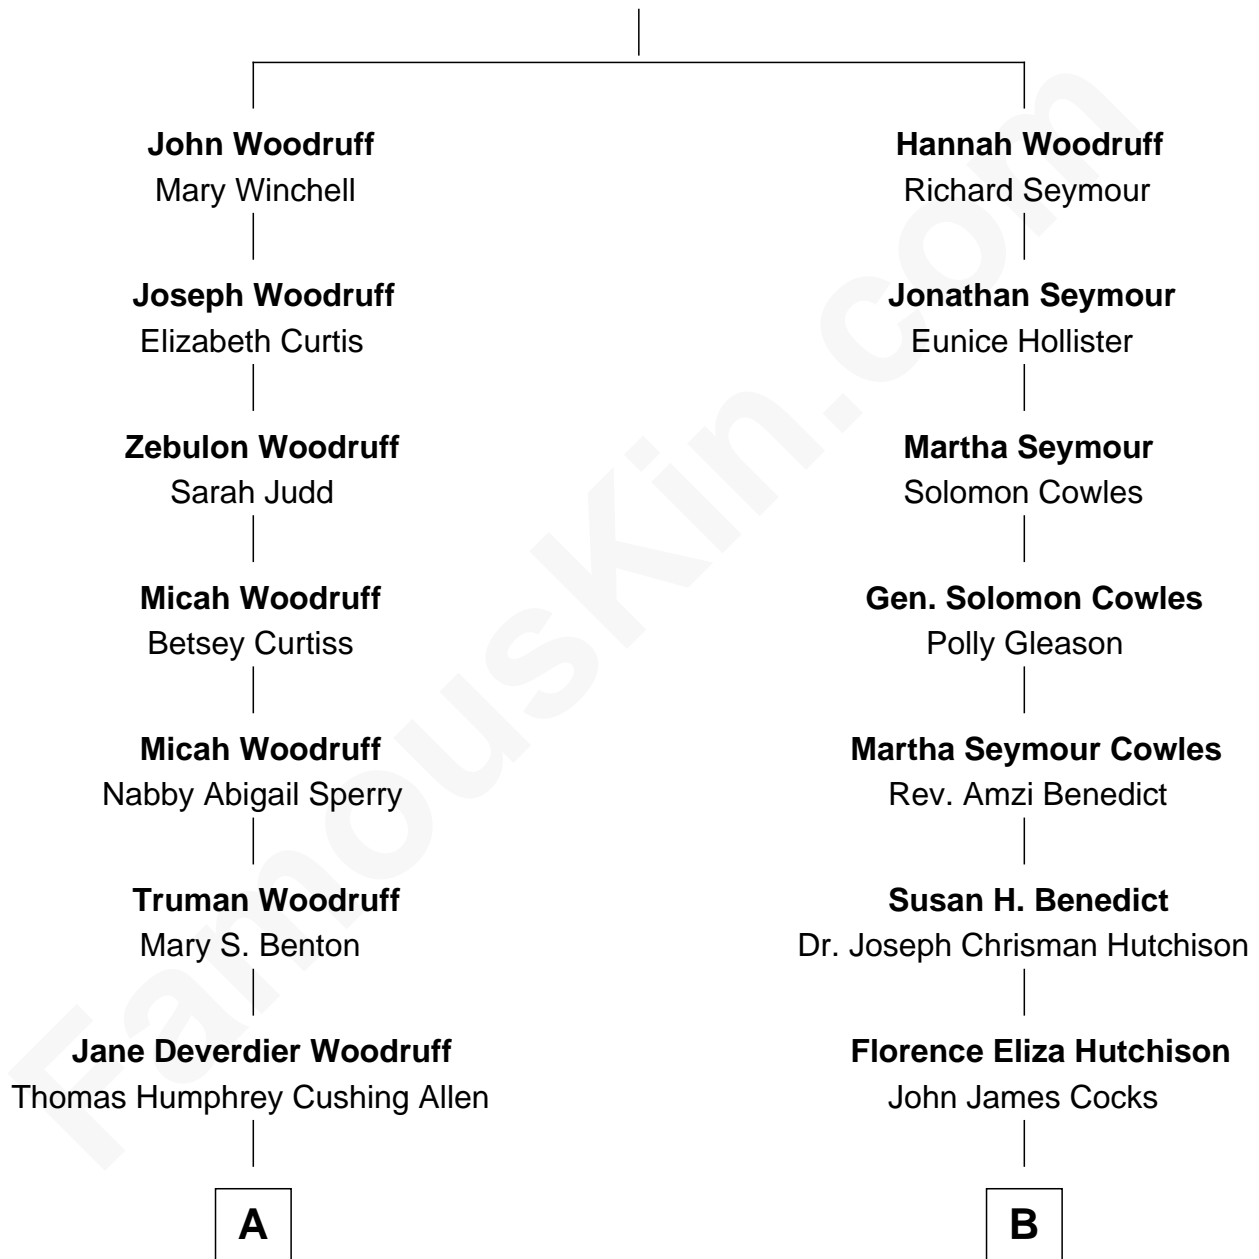 John Woodruff
Mary Winchell
Joseph Woodruff
Elizabeth Curtis
Zebulon Woodruff
Sarah Judd
Micah Woodruff
Betsey Curtiss
Micah Woodruff
Nabby Abigail Sperry
Truman Woodruff
Mary S. Benton
Jane Deverdier Woodruff
Thomas Humphrey Cushing Allen
A
Hannah Woodruff
Richard Seymour
Jonathan Seymour
Eunice Hollister
Martha Seymour
Solomon Cowles
Gen. Solomon Cowles
Polly Gleason
Martha Seymour Cowles
Rev. Amzi Benedict
Susan H. Benedict
Dr. Joseph Chrisman Hutchison
Florence Eliza Hutchison
John James Cocks
B
FamousKin.com